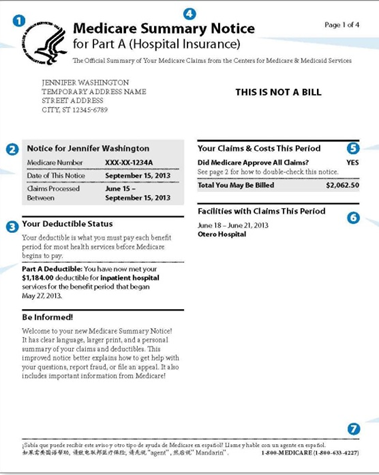 1
4
Medicare Summary Notice
Page 1 of 4
for Part A (Hospital Insurance)
The Official Summary of Your Medicare Claims from the Centers for Medicare & Medicaid Services
JENNIFER WASHINGTON
TEMPORARY ADDRESS NAME
STREET ADDRESS
CITY, ST 12345-6789
THIS IS NOT A BILL
2
Notice for Jennifer Washington
Medicare Number XXX-XX-1234A
Date of This Notice September 15, 2013
Claims Processed June 15 –
Between September 15, 2013
3
Your Deductible Status
Your deductible is what you must pay each benefit
period for most health services before Medicare
begins to pay.
Part A Deductible: You have now met your
$1,184.00 deductible for inpatient hospital
services for the benefit period that began
May 27, 2013.
Be Informed!
Welcome to your new Medicare Summary Notice!
It has clear language, larger print, and a personal
summary of your claims and deductibles. This
improved notice better explains how to get help with
your questions, report fraud, or file an appeal. It also
includes important information from Medicare!
5
Your Claims & Costs This Period
Did Medicare Approve All Claims? YES
See page 2 for how to double-check this notice.
Total You May Be Billed $2,062.50
6
Facilities with Claims This Period
June 18 – June 21, 2013
Otero Hospital
7
¿Sabía que puede recibir este aviso y otro tipo de ayuda de Medicare en español? Llame y hable con un agente en español.
如果需要国语帮助, 请致电联邦医疗保险, 请先说 "agent", 然后说 "Mandarin".
1-800-MEDICARE (1-800-633-4227)